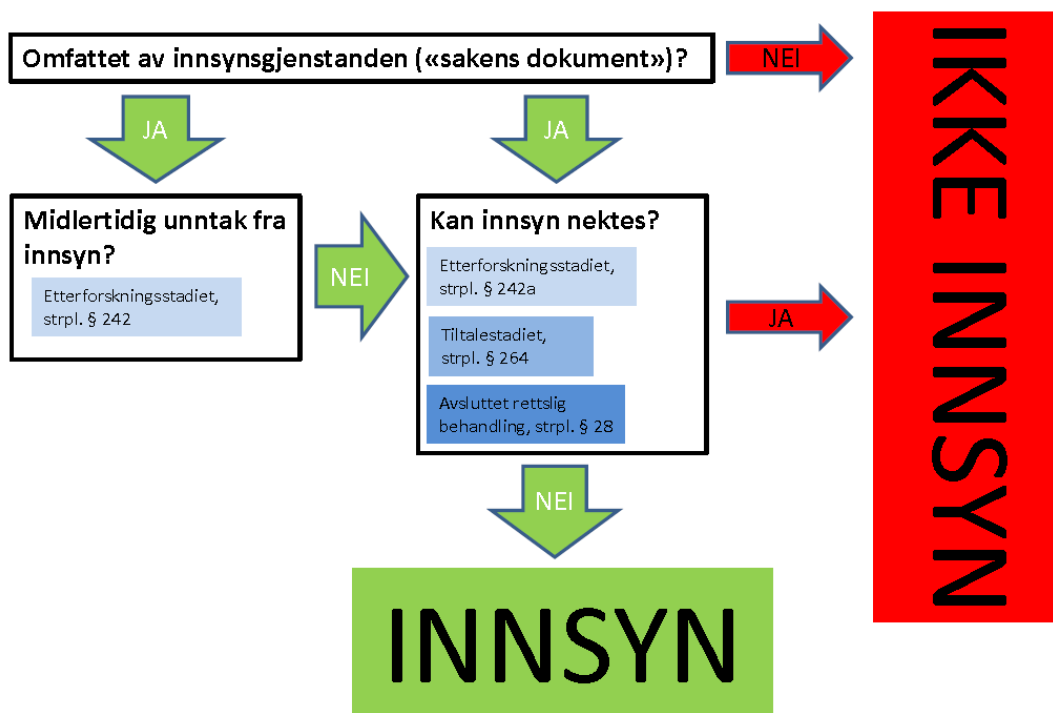 Omfattet av innsynsgjenstanden («sakens dokument»)?
NEI
JA
JA
Midlertidig unntak fra
innsyn?
Etterforskningsstadiet,
strpl. § 242
NEI
Kan innsyn nektes?
Etterforskningsstadiet,
strpl. § 242a
Tiltalestadiet,
strpl. § 264
Avsluttet rettslig
behandling, strpl. § 28
JA
NEI
INNSYN
IKKE INNSYN